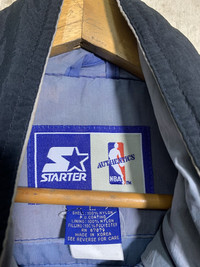 STARTER
AUTHENTICS
NBA
SHELL: 100% NYLON
P.U. COATING
LINING: 100% NYLON
FILLING: 100% POLYESTER
MADE IN KOREA
SEE REVERSE FOR CARE